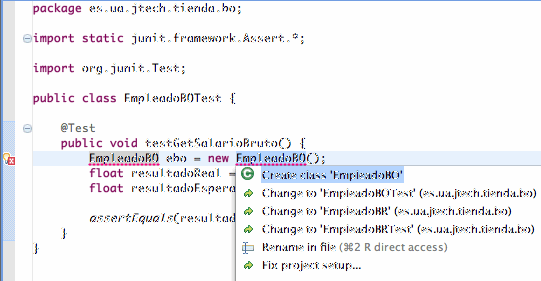 package es.ua.jtech.tienda.bo;
import static junit.framework.Assert.*;
import org.junit.Test;
public class EmpleadoBOTest {
@Test
public void testGetSalarioBruto() {
EmpleadoBO ebo = new EmpleadoBO();
float resultadoReal =
float resultadoEspera
assertEquals(resultad
}
}
Create class 'EmpleadoBO'
Change to 'EmpleadoBOTest' (es.ua.jtech.tienda.bo)
Change to 'EmpleadoBR' (es.ua.jtech.tienda.bo)
Change to 'EmpleadoBRTest' (es.ua.jtech.tienda.bo)
Rename in file (⌘2 R direct access)
Fix project setup...